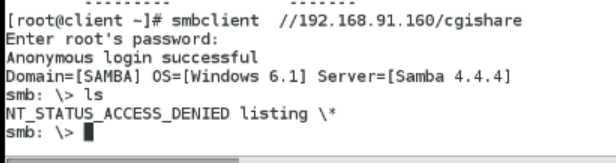 [root@client ~]# smbclient  //192.168.91.160/cgishare
Enter root's password:
Anonymous login successful
Domain=[SAMBA] OS=[Windows 6.1] Server=[Samba 4.4.4]
smb: \> ls
NT_STATUS_ACCESS_DENIED listing \*
smb: \>